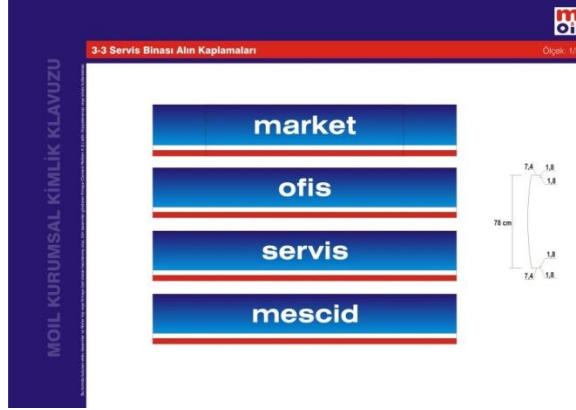 m
Oi
3-3 Servis Binası Alın Kaplamaları
Ölçek: 1/
MOIL KURUMSAL KİMLİK KLAVUZU
market
ofis
servis
mescid
7,4
1,8
1,8
78 cm
1,8
7,4
1,8